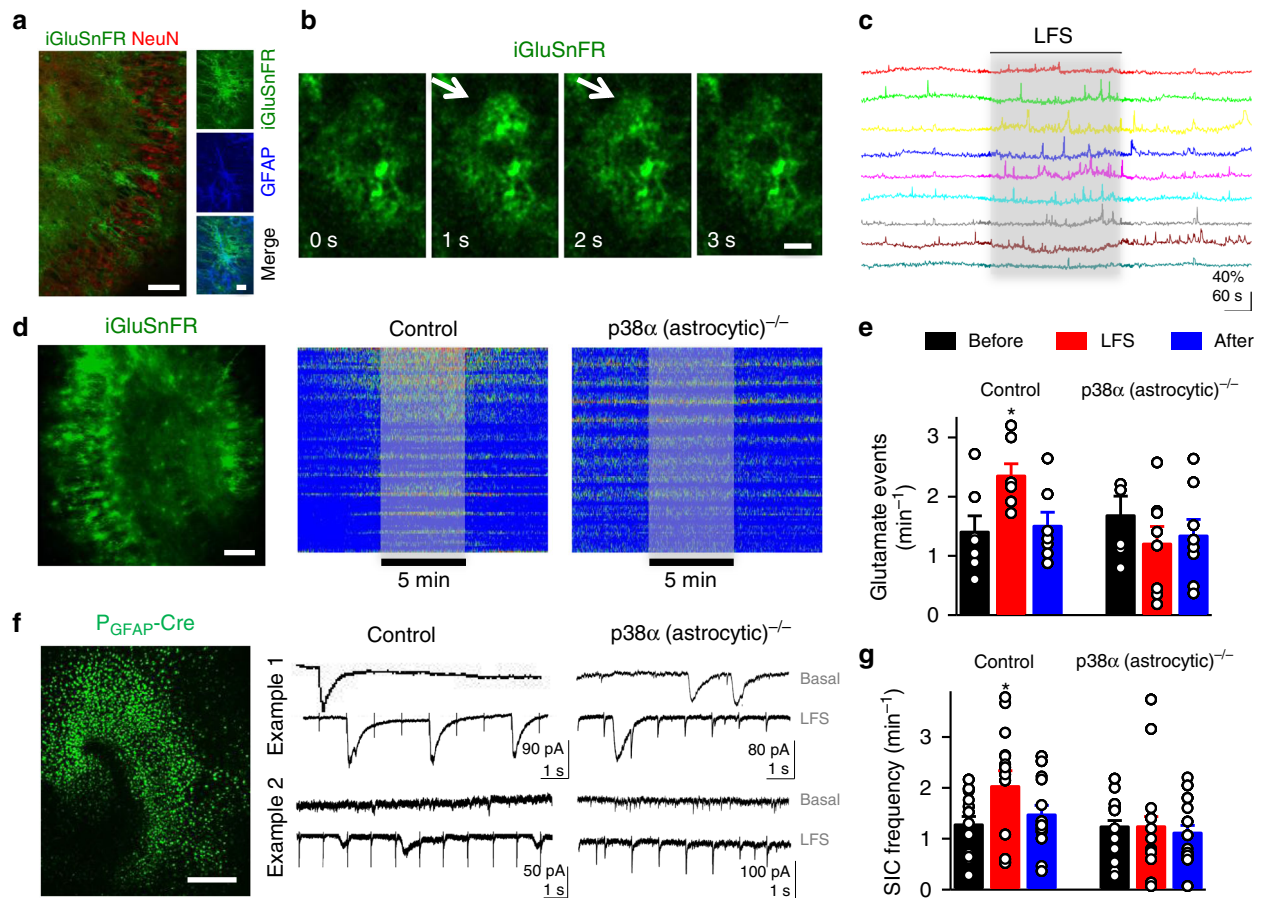 a
iGluSnFR NeuN
iGluSnFR
GFAP
Merge
b
iGluSnFR
0 s
1 s
2 s
3 s
c
LFS
40%
60 s
d
iGluSnFR
Control
5 min
p38α (astrocytic)–/–
5 min
e
Before
LFS
After
Control
p38α (astrocytic)–/–
Glutamate events
(min–1)
3
2
1
0
*
f
PGFAP-Cre
Control
p38α (astrocytic)–/–
Example 1
Basal
LFS
90 pA
1 s
80 pA
1 s
Example 2
Basal
LFS
50 pA
1 s
100 pA
1 s
g
Control
p38α (astrocytic)–/–
SIC frequency (min–1)
3
2
1
0
*